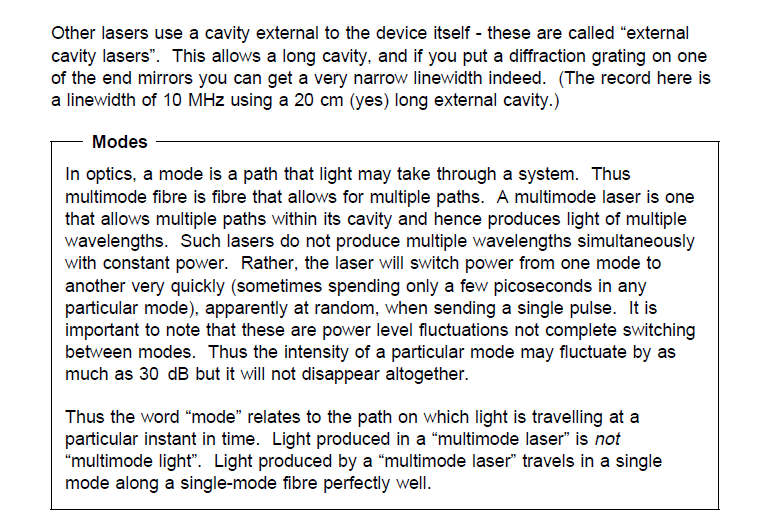 Other lasers use a cavity external to the device itself - these are called “external
cavity lasers”. This allows a long cavity, and if you put a diffraction grating on one
of the end mirrors you can get a very narrow linewidth indeed. (The record here is
a linewidth of 10 MHz using a 20 cm (yes) long external cavity.)
Modes
In optics, a mode is a path that light may take through a system. Thus
multimode fibre is fibre that allows for multiple paths. A multimode laser is one
that allows multiple paths within its cavity and hence produces light of multiple
wavelengths. Such lasers do not produce multiple wavelengths simultaneously
with constant power. Rather, the laser will switch power from one mode to
another very quickly (sometimes spending only a few picoseconds in any
particular mode), apparently at random, when sending a single pulse. It is
important to note that these are power level fluctuations not complete switching
between modes. Thus the intensity of a particular mode may fluctuate by as
much as 30 dB but it will not disappear altogether.
Thus the word “mode” relates to the path on which light is travelling at a
particular instant in time. Light produced in a “multimode laser” is not
“multimode light”. Light produced by a “multimode laser” travels in a single
mode along a single-mode fibre perfectly well.